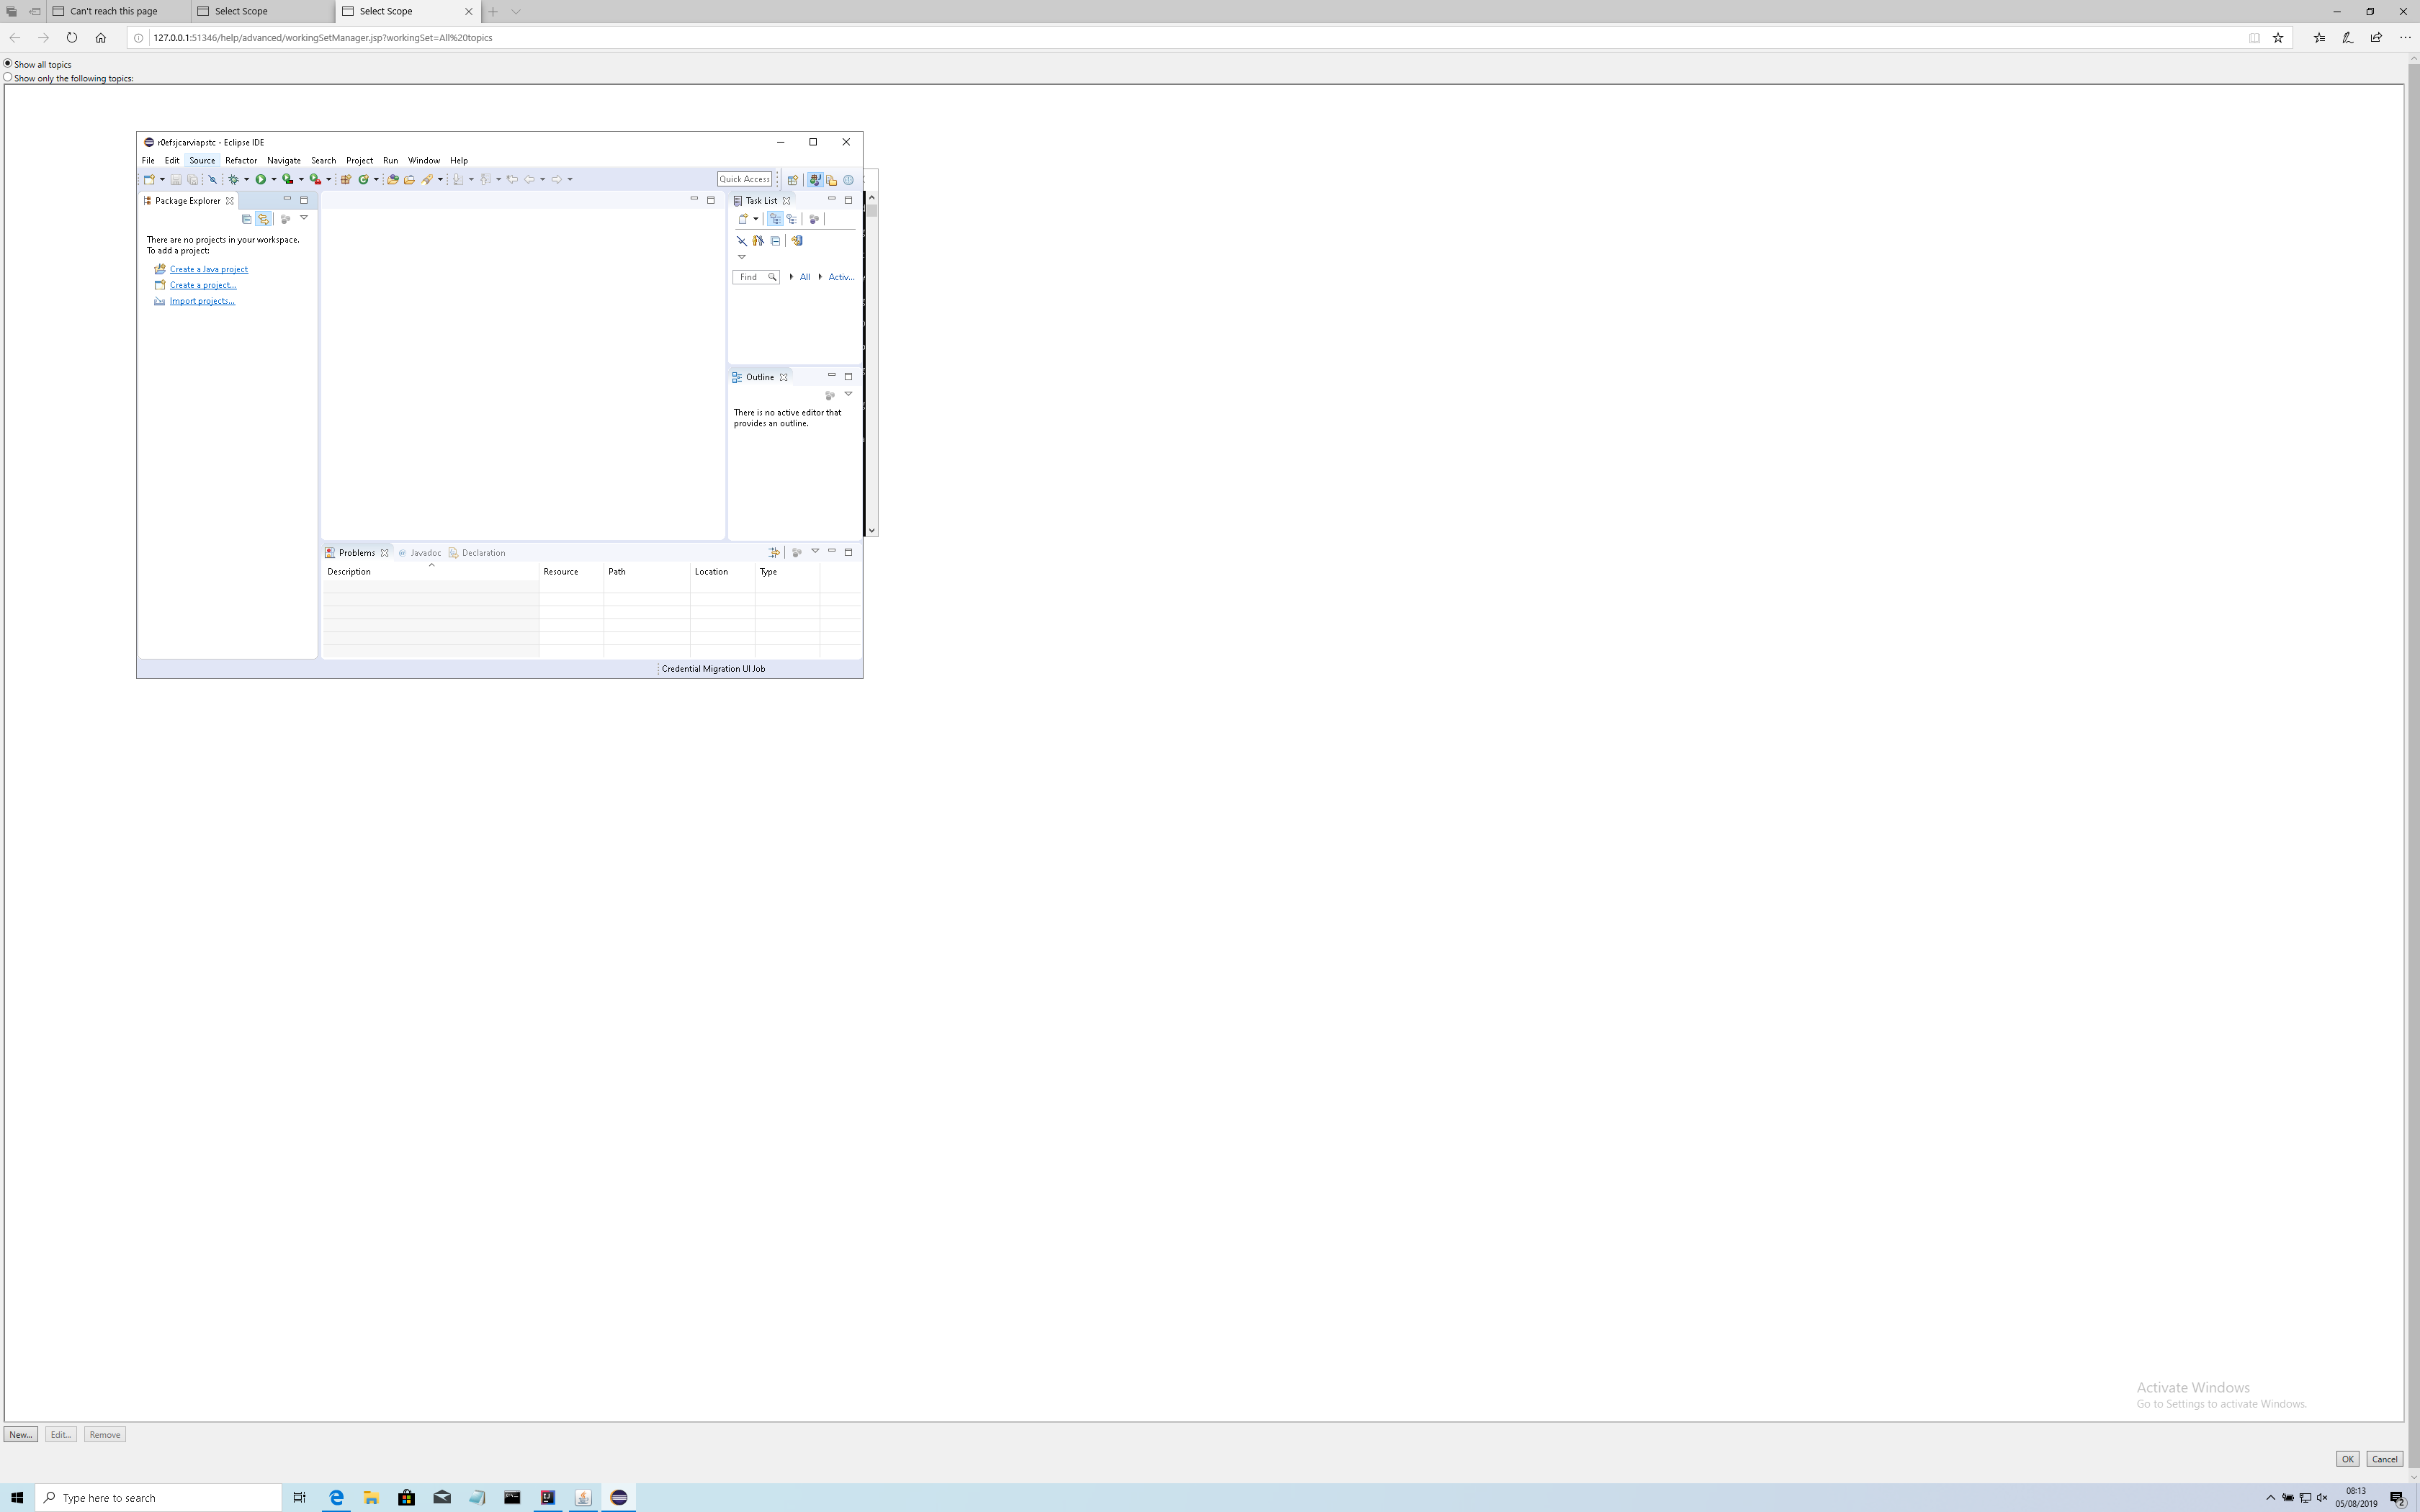 Can't reach this page
Select Scope
Select Scope
127.0.0.1:51346/help/advanced/workingSetManager.jsp?workingSet=All%20topics
Show all topics
Show only the following topics:
r0efsjcarviapstc - Eclipse IDE
File Edit Source Refactor Navigate Search Project Run Window Help
Quick Access
Package Explorer
There are no projects in your workspace.
To add a project:
Create a Java project
Create a project...
Import projects...
Task List
Find
All
Activ...
Outline
There is no active editor that
provides an outline.
Problems
Javadoc
Declaration
Description Resource Path Location Type
Credential Migration UI Job
Activate Windows
Go to Settings to activate Windows.
New... Edit... Remove
OK Cancel
Type here to search
08:13
05/08/2019
2